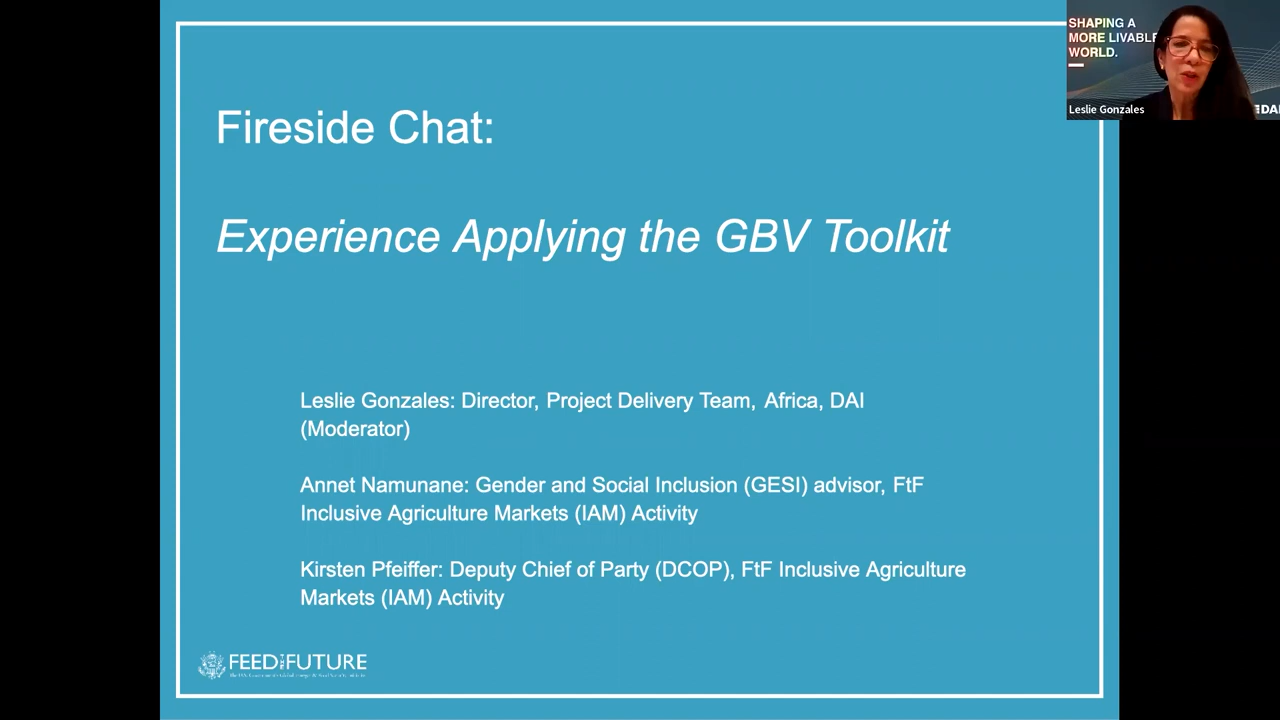 SHAPING A
MORE LIVABLE
WORLD.
Leslie Gonzales
DAI
Fireside Chat:
Experience Applying the GBV Toolkit
Leslie Gonzales: Director, Project Delivery Team, Africa, DAI
(Moderator)
Annet Namunane: Gender and Social Inclusion (GESI) advisor, FtF
Inclusive Agriculture Markets (IAM) Activity
Kirsten Pfeiffer: Deputy Chief of Party (DCOP), FtF Inclusive Agriculture
Markets (IAM) Activity
FEED THE FUTURE